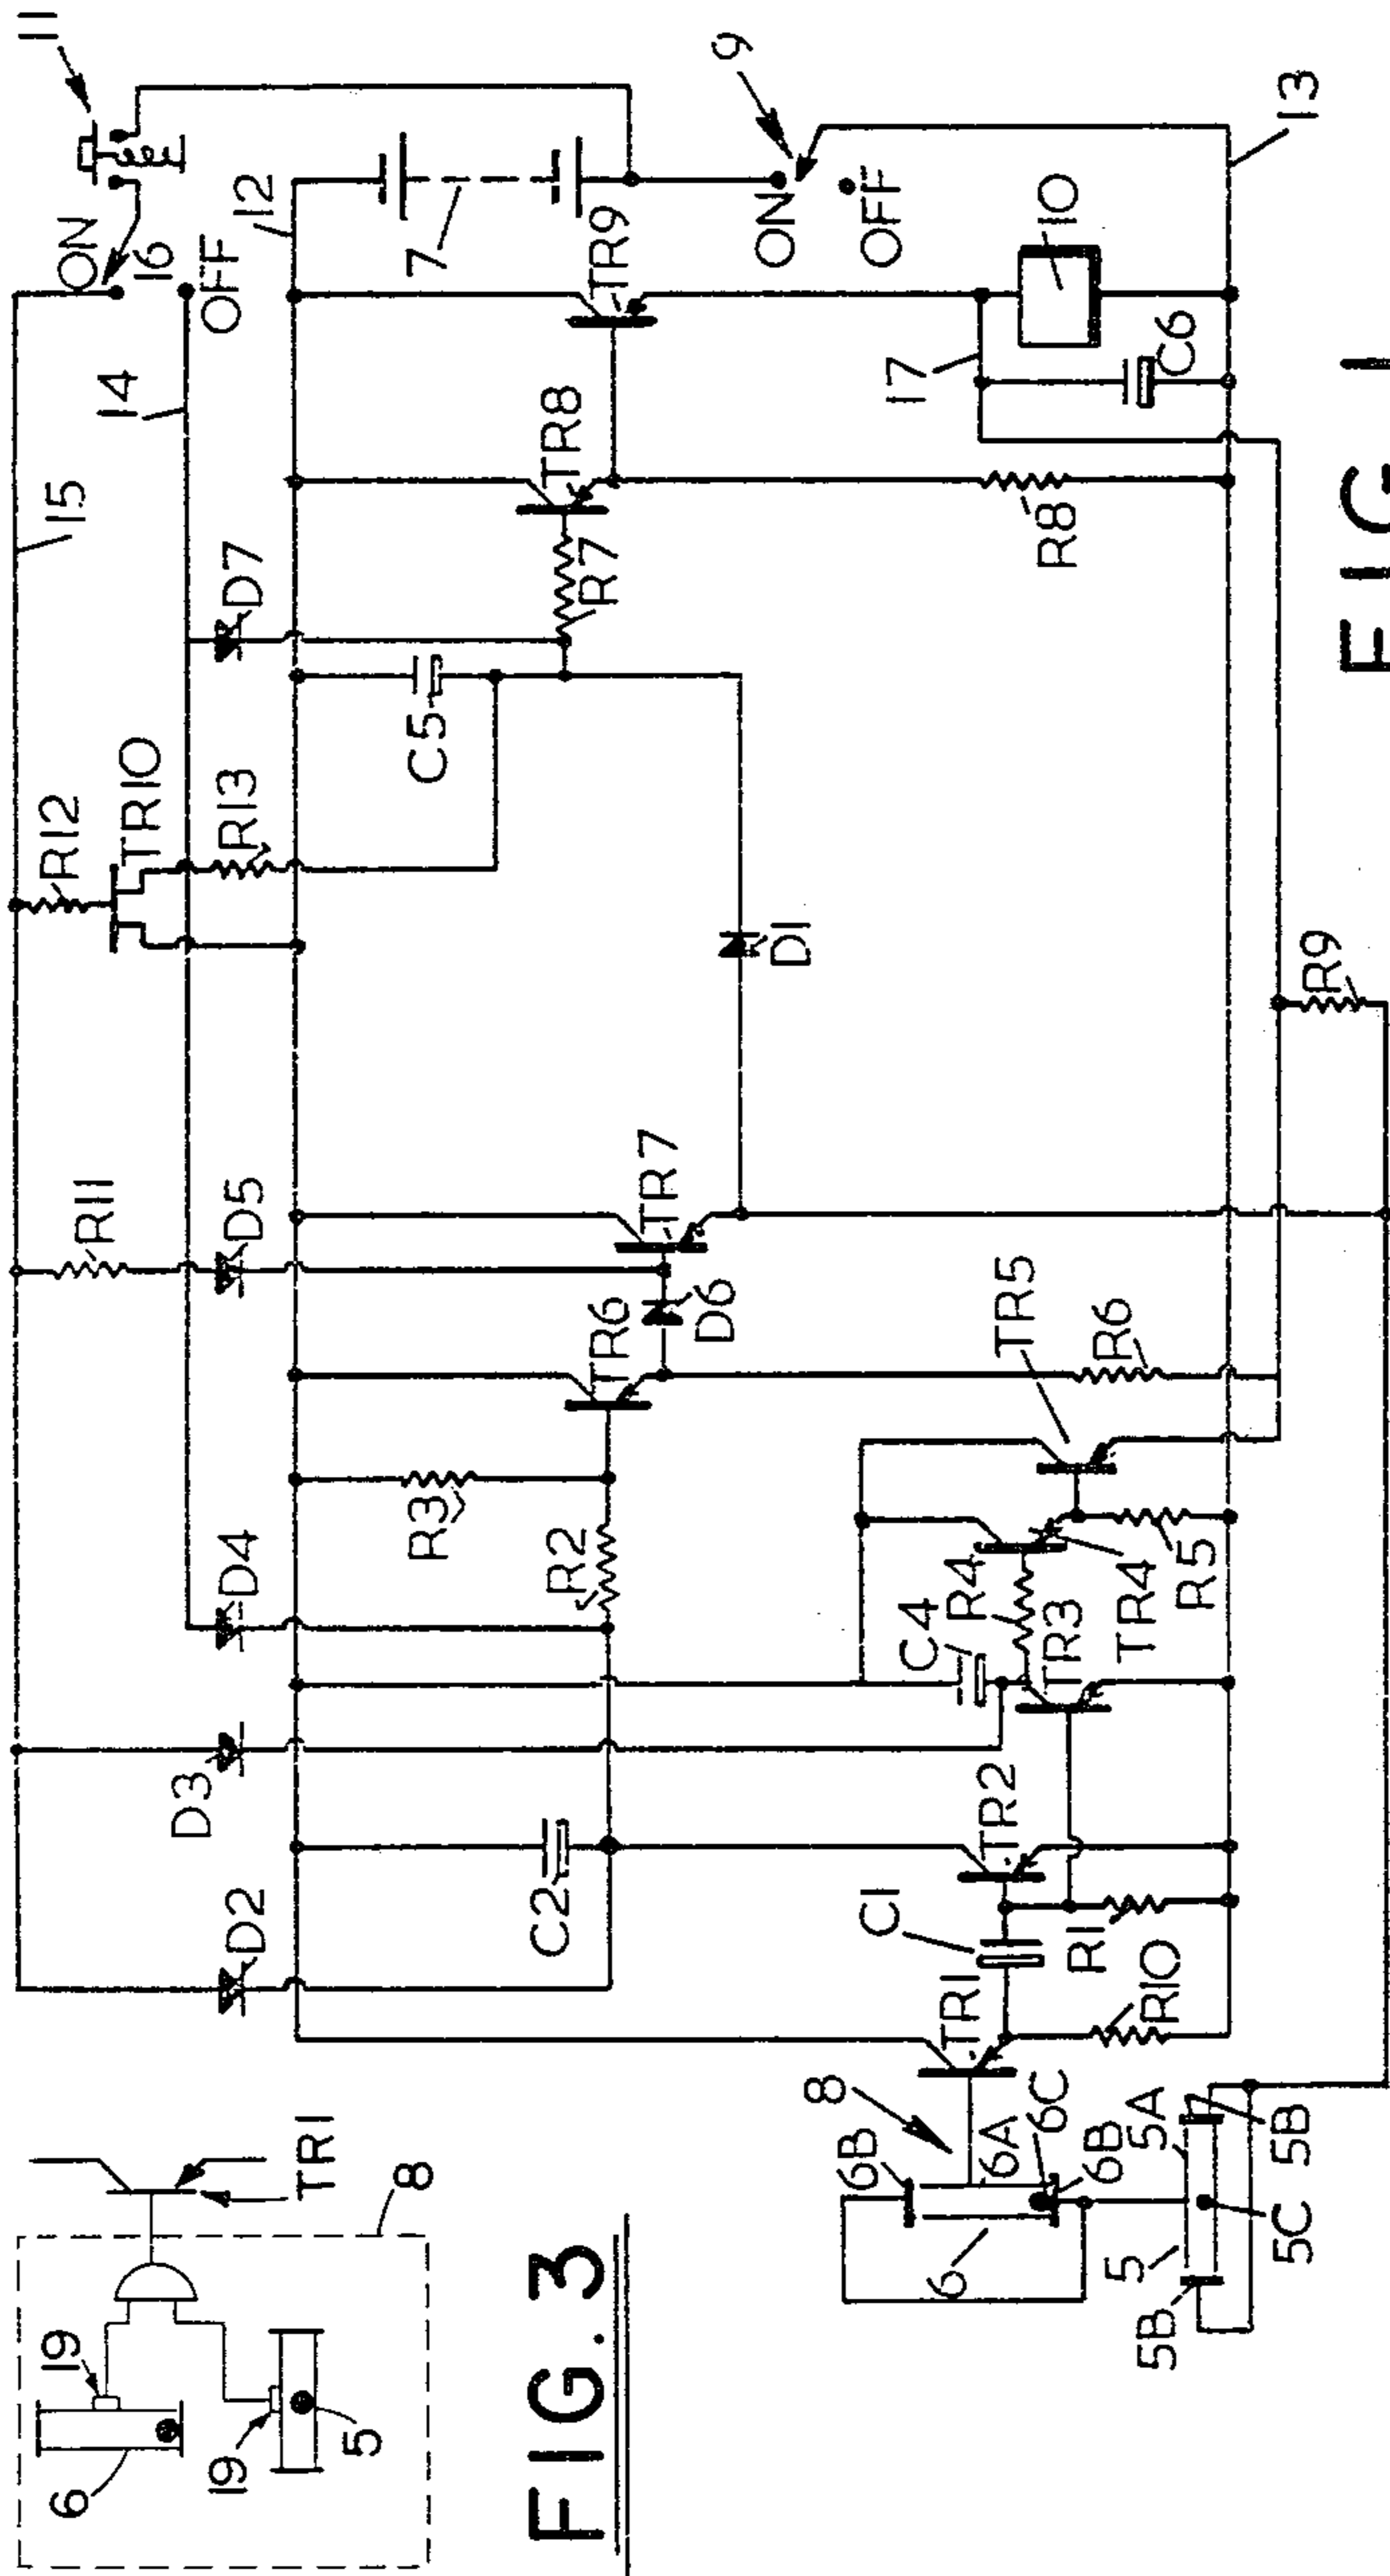 11
15
ON
16
14
OFF
12
R12
TR10
R13
D7
R11
D5
D4
D3
D2
7
C5
R7
TR8
TR9
ON
9
OFF
10
17
C6
R8
13
D1
TR7
D6
TR6
R3
R2
C2
TR5
R6
R4
C4
TR3
TR4
R5
TR2
C1
R1
R10
TR1
8
6B
6A
6C
6B
6
5A
5B
5C
5
5B
R9
TR1
8
19
6
19
5
FIG.3
FIG 1